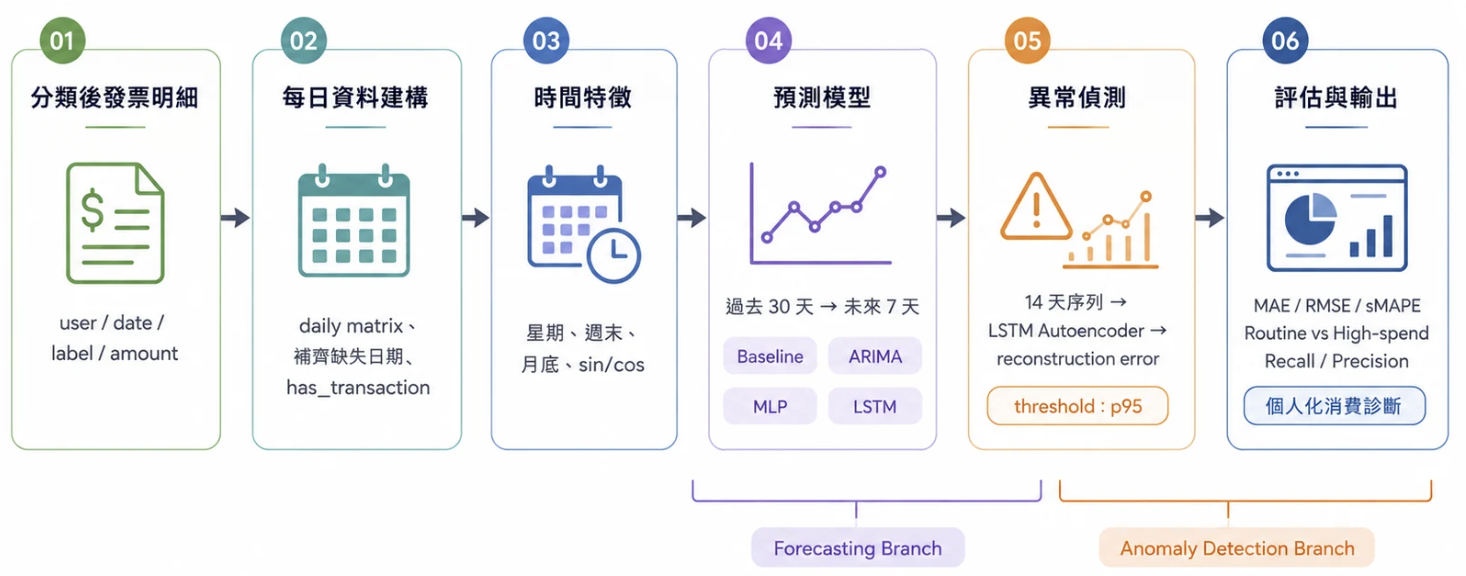 01
分類後發票明細
$
user / date /
label / amount
02
每日資料建構
daily matrix、
補齊缺失日期、
has_transaction
03
時間特徵
星期、週末、
月底、sin/cos
04
預測模型
過去 30 天 → 未來 7 天
Baseline
ARIMA
MLP
LSTM
05
異常偵測
14 天序列 →
LSTM Autoencoder →
reconstruction error
threshold : p95
06
評估與輸出
MAE / RMSE / sMAPE
Routine vs High-spend
Recall / Precision
個人化消費診斷
Forecasting Branch
Anomaly Detection Branch